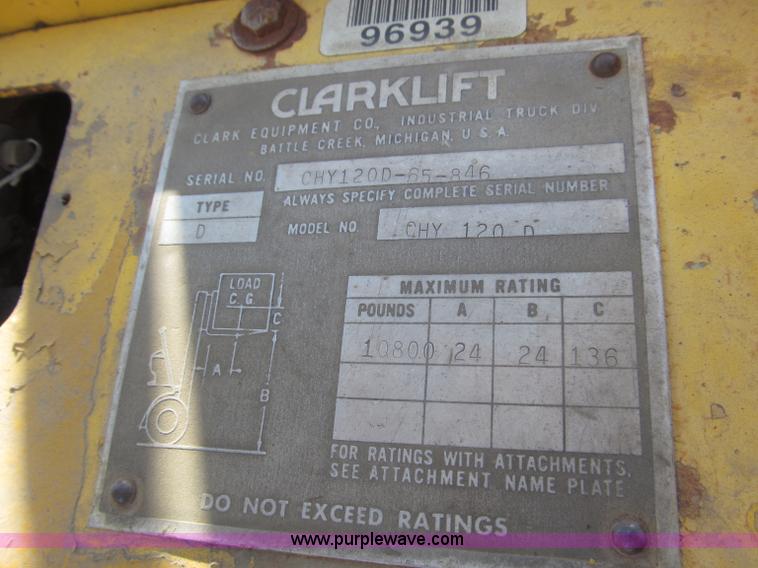 96939
CLARKLIFT
CLARK EQUIPMENT CO., INDUSTRIAL TRUCK DIV.
BATTLE CREEK, MICHIGAN, U.S.A.
SERIAL NO. CHY120D-65-846
ALWAYS SPECIFY COMPLETE SERIAL NUMBER
TYPE
D
MODEL NO CHY 120 D
LOAD
C.G.
C
A
B
MAXIMUM RATING
POUNDS A B C
10800 24 24 136
FOR RATINGS WITH ATTACHMENTS,
SEE ATTACHMENT NAME PLATE
DO NOT EXCEED RATINGS
www.purplewave.com